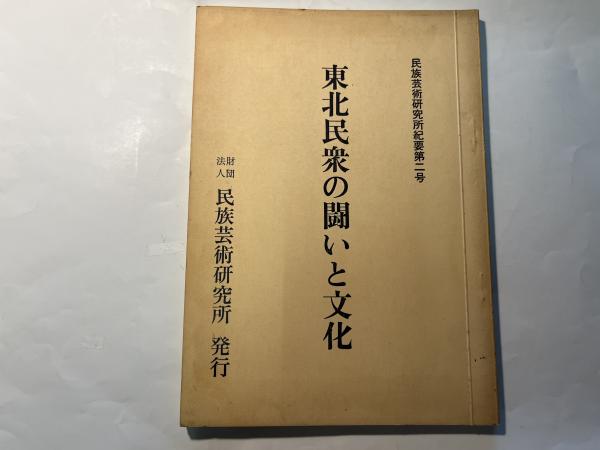 民族芸術研究所紀要第二号
東北民衆の闘いと文化
財団法人 民族芸術研究所 発行